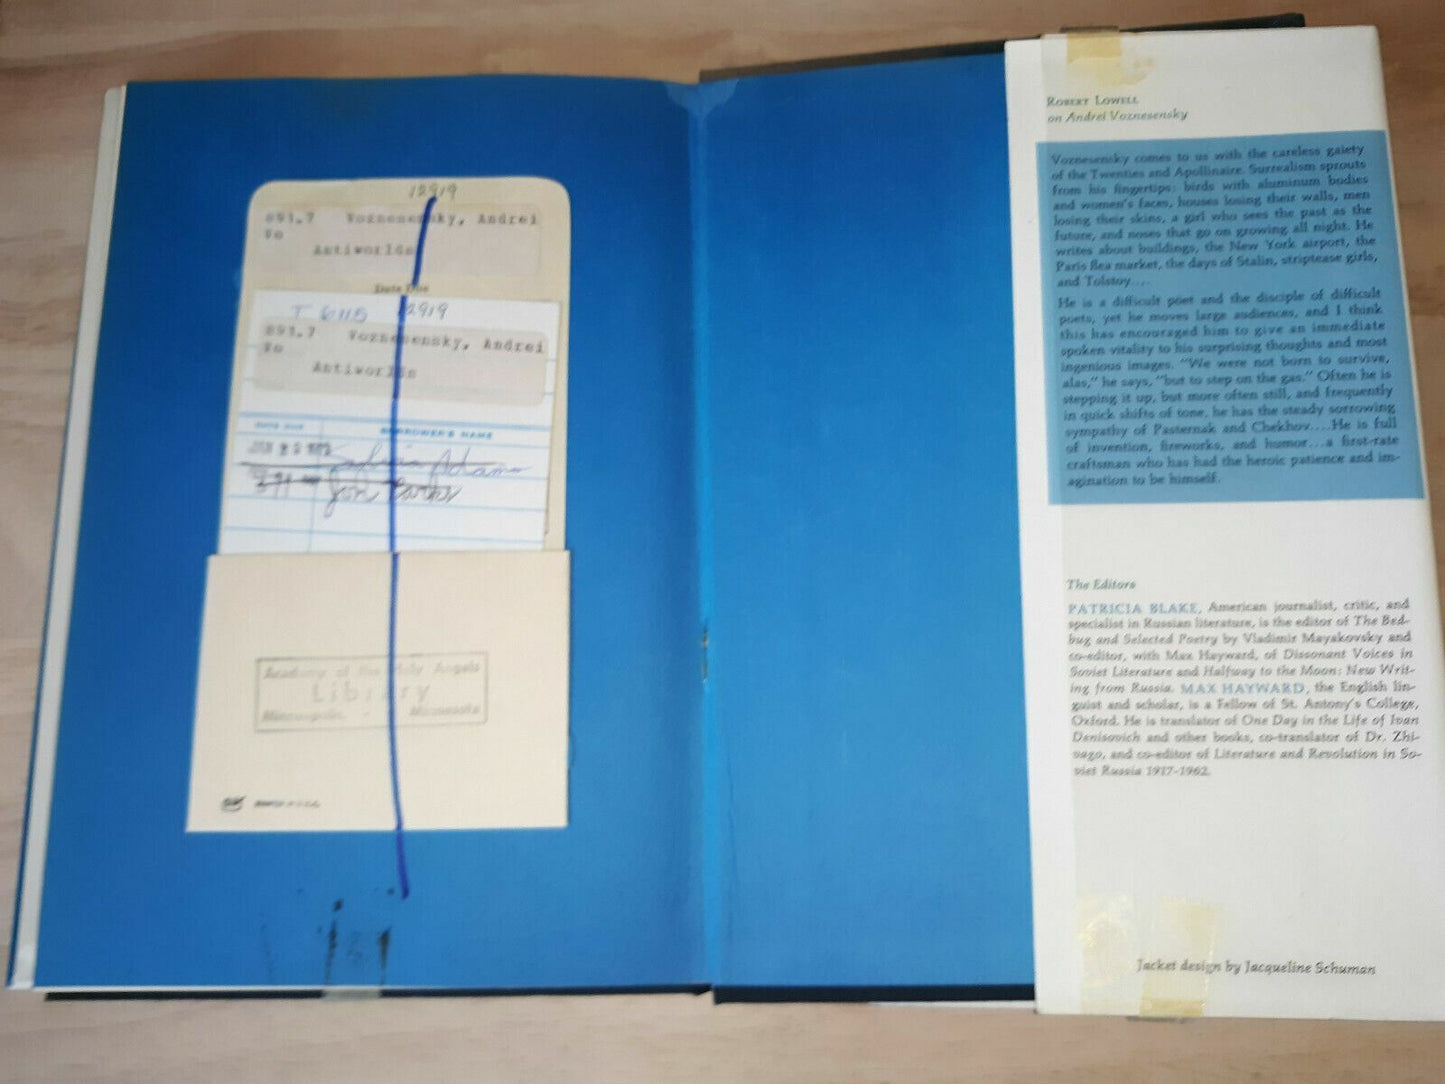 12919
891.7 Voznesensky, Andrei
Vo
Antiworlds
Date Due
T 6115 12919
891.7 Voznesensky, Andrei
Vo
Antiworlds
DATE DUE BORROWER'S NAME
Adams
Academy of the Holy Angels
Library
Minneapolis, - Minnesota
ROBERT LOWELL
on Andrei Voznesensky
Voznesensky comes to us with the careless gaiety
of the Twenties and Apollinaire. Surrealism sprouts
from his fingertips: birds with aluminum bodies
and women's faces, houses losing their walls, men
losing their skins, a girl who sees the past as the
future, and noses that go on growing all night. He
writes about buildings, the New York airport, the
Paris flea market, the days of Stalin, striptease girls,
and Tolstoy....
He is a difficult poet and the disciple of difficult
poets, yet he moves large audiences, and I think
this has encouraged him to give an immediate
spoken vitality to his surprising thoughts and most
ingenious images. "We were not born to survive,
alas," he says, "but to step on the gas." Often he is
stepping it up, but more often still, and frequently
in quick shifts of tone, he has the steady sorrowing
sympathy of Pasternak and Chekhov....He is full
of invention, fireworks, and humor...a first-rate
craftsman who has had the heroic patience and im-
agination to be himself.
The Editors
PATRICIA BLAKE, American journalist, critic, and
specialist in Russian literature, is the editor of The Bed-
bug and Selected Poetry by Vladimir Mayakovsky and
co-editor, with Max Hayward, of Dissonant Voices in
Soviet Literature and Halfway to the Moon: New Writ-
ing from Russia. MAX HAYWARD, the English lin-
guist and scholar, is a Fellow of St. Antony's College,
Oxford. He is translator of One Day in the Life of Ivan
Denisovich and other books, co-translator of Dr. Zhi-
vago, and co-editor of Literature and Revolution in So-
viet Russia 1917-1962.
Jacket design by Jacqueline Schuman